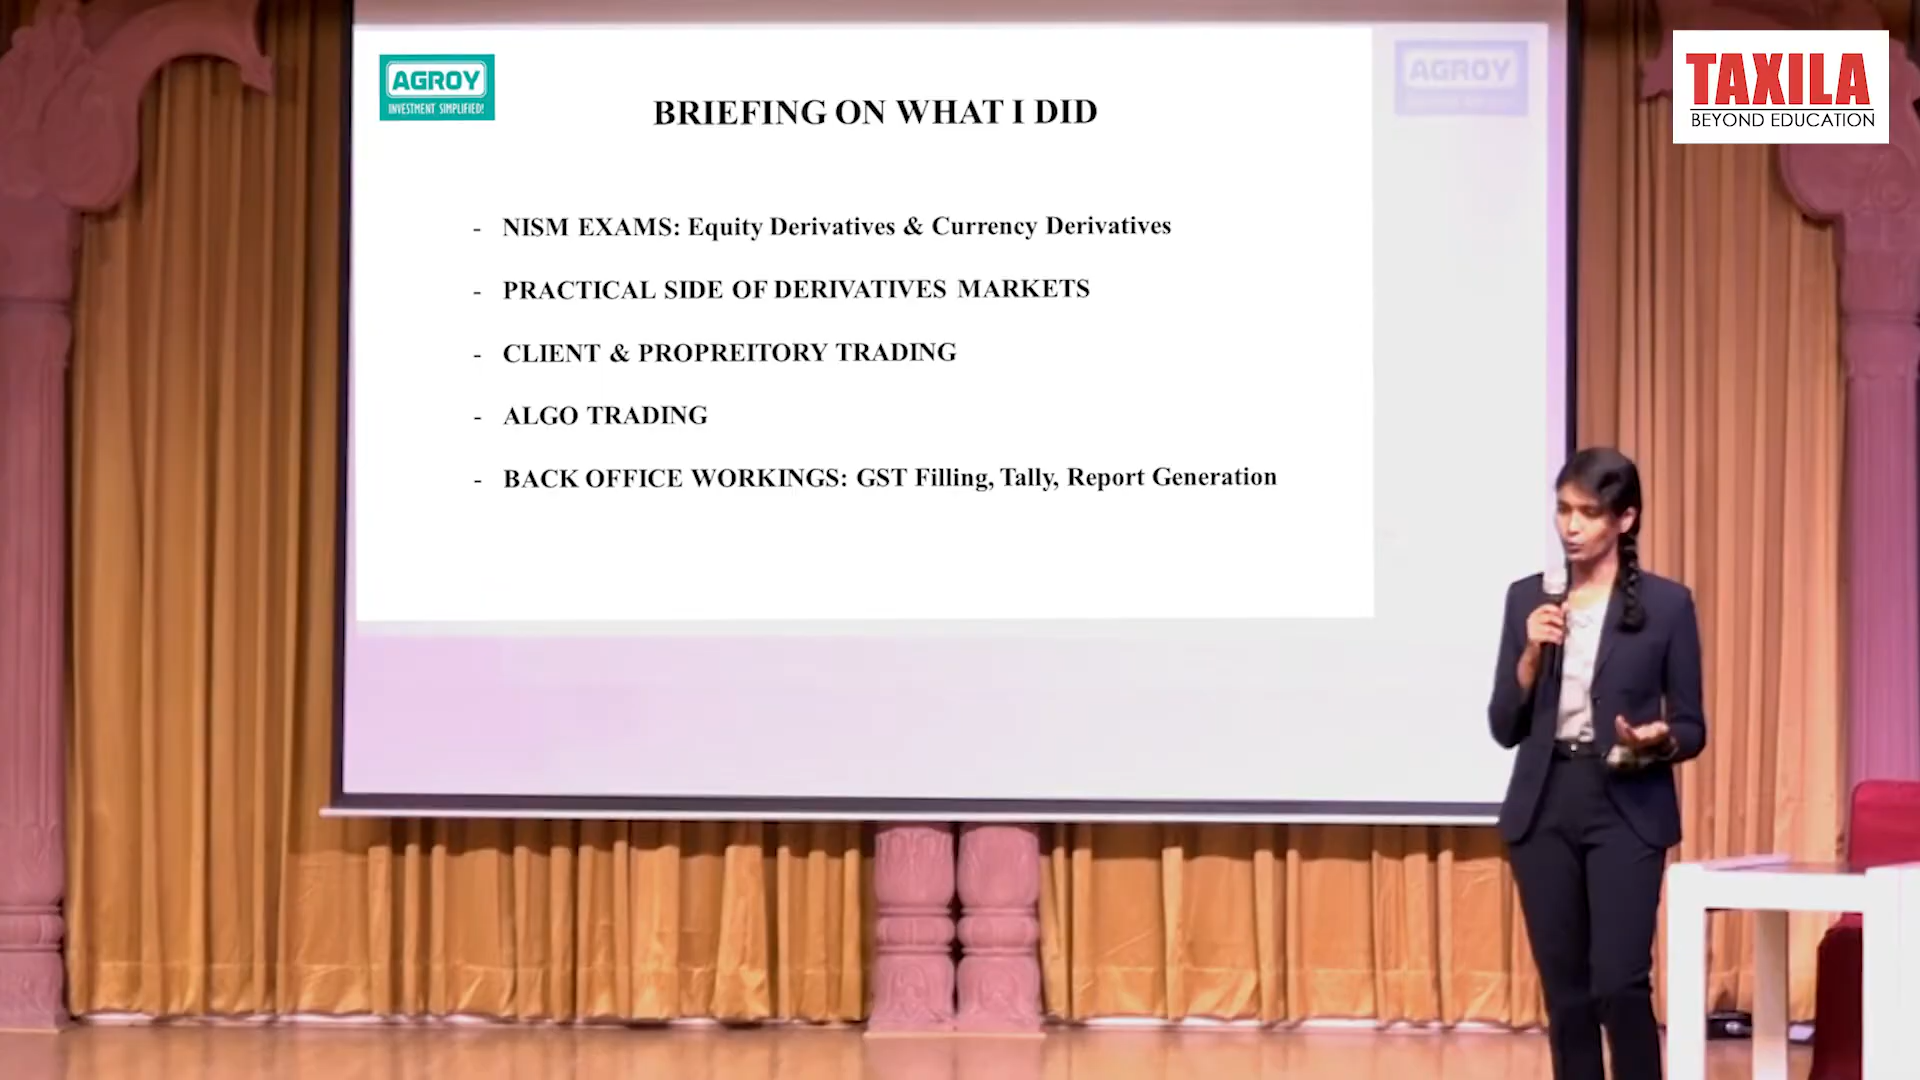 AGROY
INVESTMENT SIMPLIFIED!
AGROY
TAXILA
BEYOND EDUCATION
BRIEFING ON WHAT I DID
- NISM EXAMS: Equity Derivatives & Currency Derivatives
- PRACTICAL SIDE OF DERIVATIVES MARKETS
- CLIENT & PROPREITORY TRADING
- ALGO TRADING
- BACK OFFICE WORKINGS: GST Filling, Tally, Report Generation